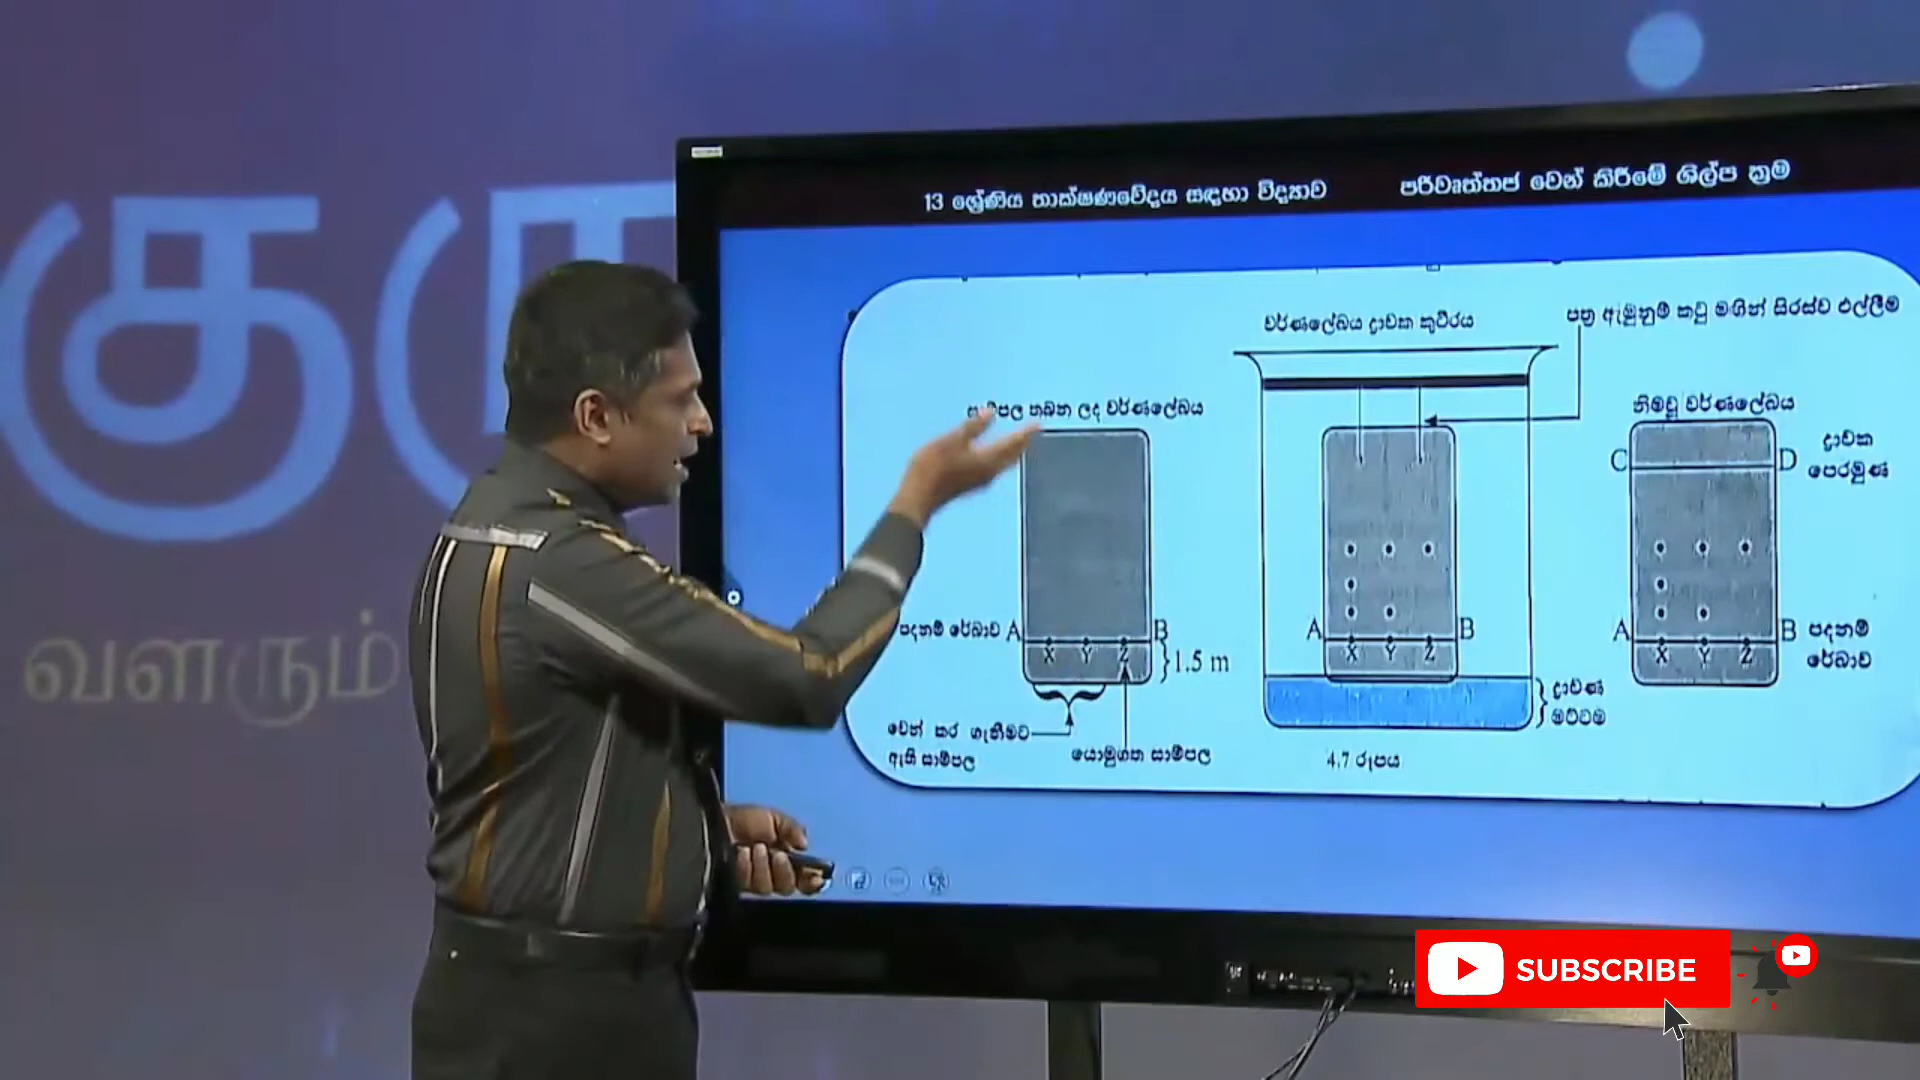 குரு
வளரும்
13 ශ්‍රේණිය තාක්ෂණවේදය සඳහා විද්‍යාව
පරිවෘත්තජ වෙන් කිරීමේ ශිල්ප ක්‍රම
වර්ණලේඛය ද්‍රාවක කුටීරය
පත්‍ර ඇමුනුම් කටු මගින් සිරස්ව එල්ලීම
සාම්පල තබන ලද වර්ණලේඛය
නිමවූ වර්ණලේඛය
C D ද්‍රාවක
පෙරමුණ
පදනම් රේඛාව A B
X Y Z
1.5 m
A B
X Y Z
A B පදනම්
රේඛාව
X Y Z
වෙන් කර ගැනීමට
ඇති සාම්පල
යොමුගත සාම්පල
ද්‍රාවණ
මට්ටම
4.7 රූපය
SUBSCRIBE